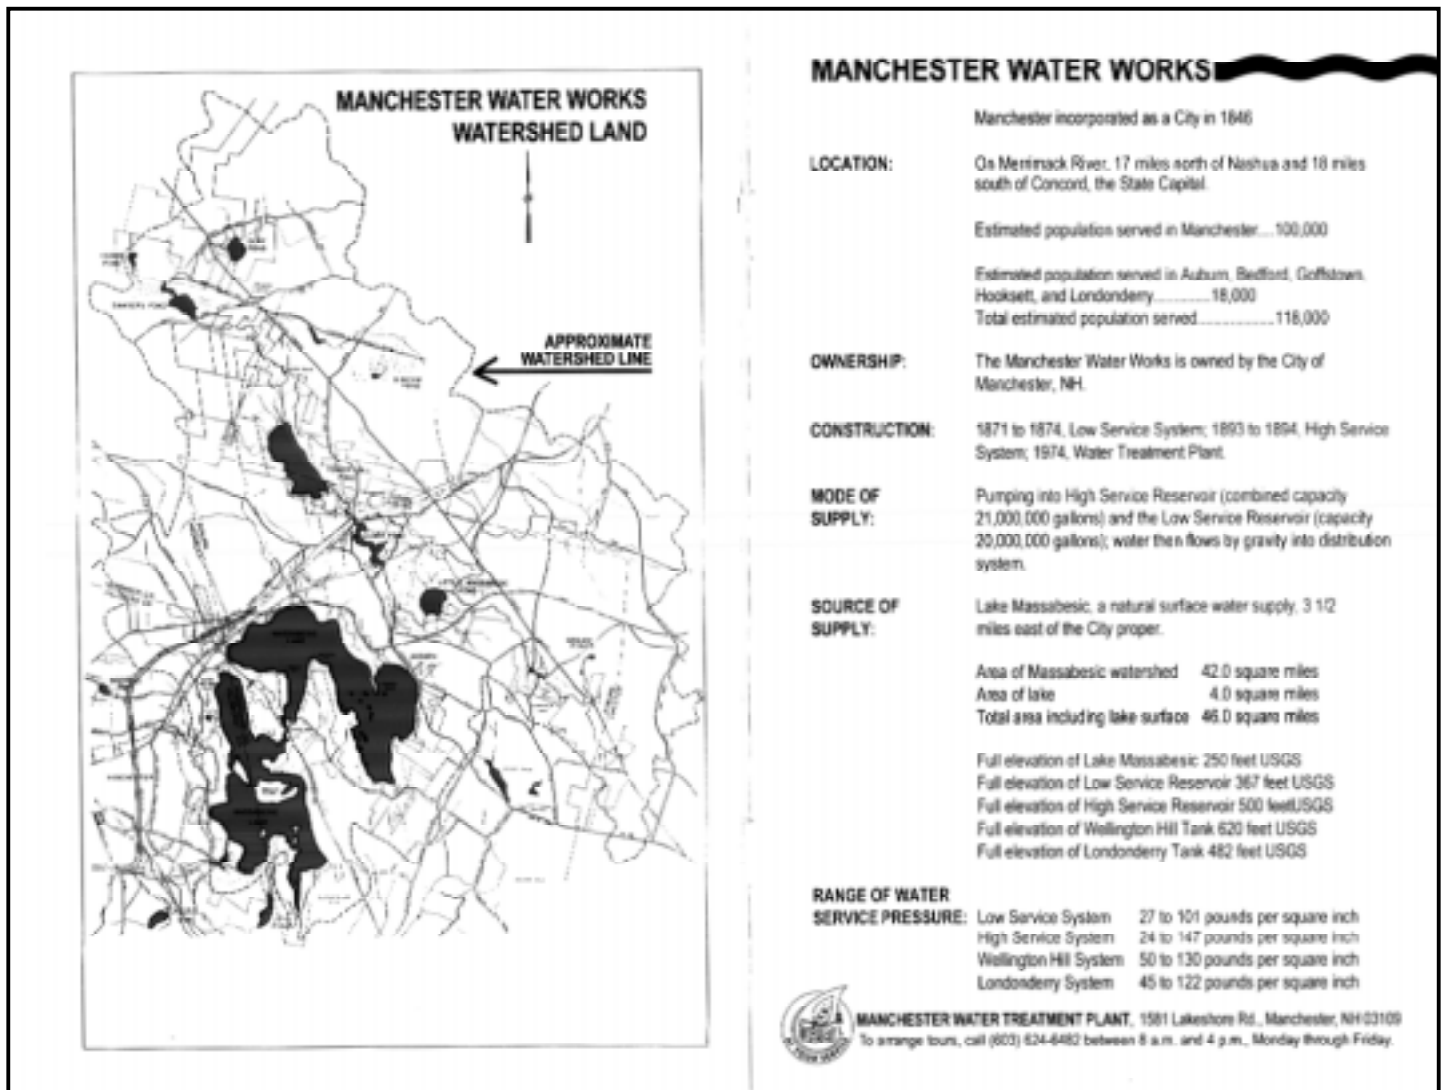 MANCHESTER WATER WORKS
WATERSHED LAND
APPROXIMATE
WATERSHED LINE
MANCHESTER WATER WORKS
Manchester incorporated as a City in 1846
LOCATION: On Merrimack River, 17 miles north of Nashua and 18 miles
south of Concord, the State Capital.
Estimated population served in Manchester....100,000
Estimated population served in Auburn, Bedford, Goffstown,
Hooksett, and Londonderry..............18,000
Total estimated population served...................118,000
OWNERSHIP: The Manchester Water Works is owned by the City of
Manchester, NH.
CONSTRUCTION: 1871 to 1874, Low Service System; 1893 to 1894, High Service
System; 1974, Water Treatment Plant.
MODE OF Pumping into High Service Reservoir (combined capacity
SUPPLY: 21,000,000 gallons) and the Low Service Reservoir (capacity
20,000,000 gallons); water then flows by gravity into distribution
system.
SOURCE OF Lake Massabesic, a natural surface water supply, 3 1/2
SUPPLY: miles east of the City proper.
Area of Massabesic watershed 42.0 square miles
Area of lake 4.0 square miles
Total area including lake surface 46.0 square miles
Full elevation of Lake Massabesic 250 feet USGS
Full elevation of Low Service Reservoir 367 feet USGS
Full elevation of High Service Reservoir 500 feetUSGS
Full elevation of Wellington Hill Tank 620 feet USGS
Full elevation of Londonderry Tank 482 feet USGS
RANGE OF WATER
SERVICE PRESSURE: Low Service System 27 to 101 pounds per square inch
High Service System 24 to 147 pounds per square inch
Wellington Hill System 50 to 130 pounds per square inch
Londonderry System 45 to 122 pounds per square inch
MANCHESTER WATER TREATMENT PLANT, 1581 Lakeshore Rd., Manchester, NH 03109
To arrange tours, call (603) 624-6482 between 8 a.m. and 4 p.m., Monday through Friday.